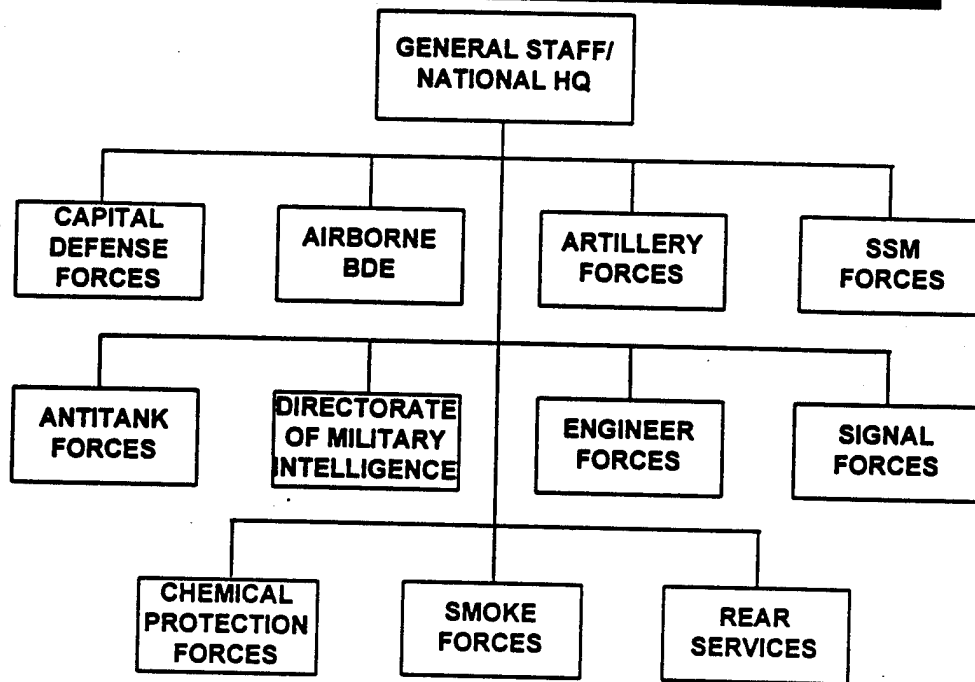 GENERAL STAFF/
NATIONAL HQ
CAPITAL
DEFENSE
FORCES
AIRBORNE
BDE
ARTILLERY
FORCES
SSM
FORCES
ANTITANK
FORCES
DIRECTORATE
OF MILITARY
INTELLIGENCE
ENGINEER
FORCES
SIGNAL
FORCES
CHEMICAL
PROTECTION
FORCES
SMOKE
FORCES
REAR
SERVICES